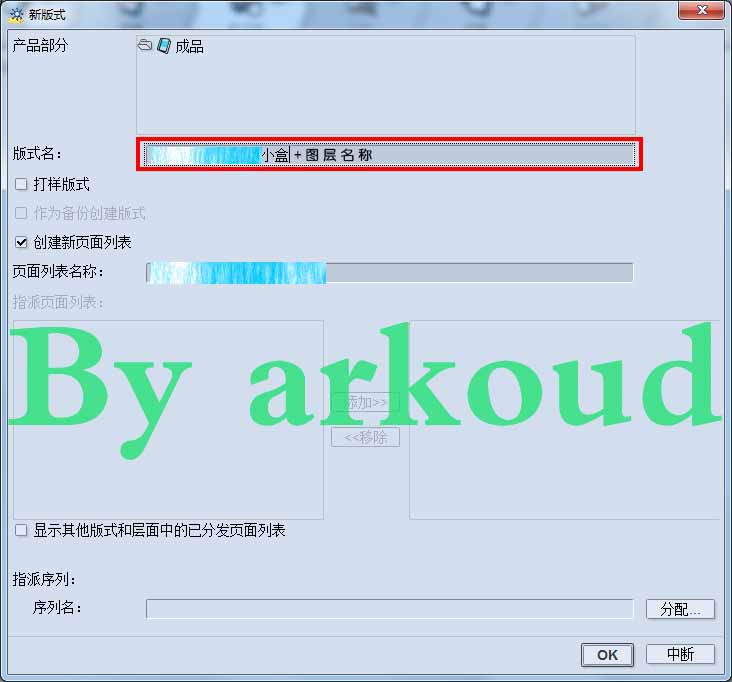 新版式
产品部分
成品
版式名：
小盒 + 图 层 名 称
打样版式
作为备份创建版式
创建新页面列表
页面列表名称：
指派页面列表：
By arkoud
添加>>
<<移除
显示其他版式和层面中的已分发页面列表
指派序列：
序列名：
分配...
OK
中断